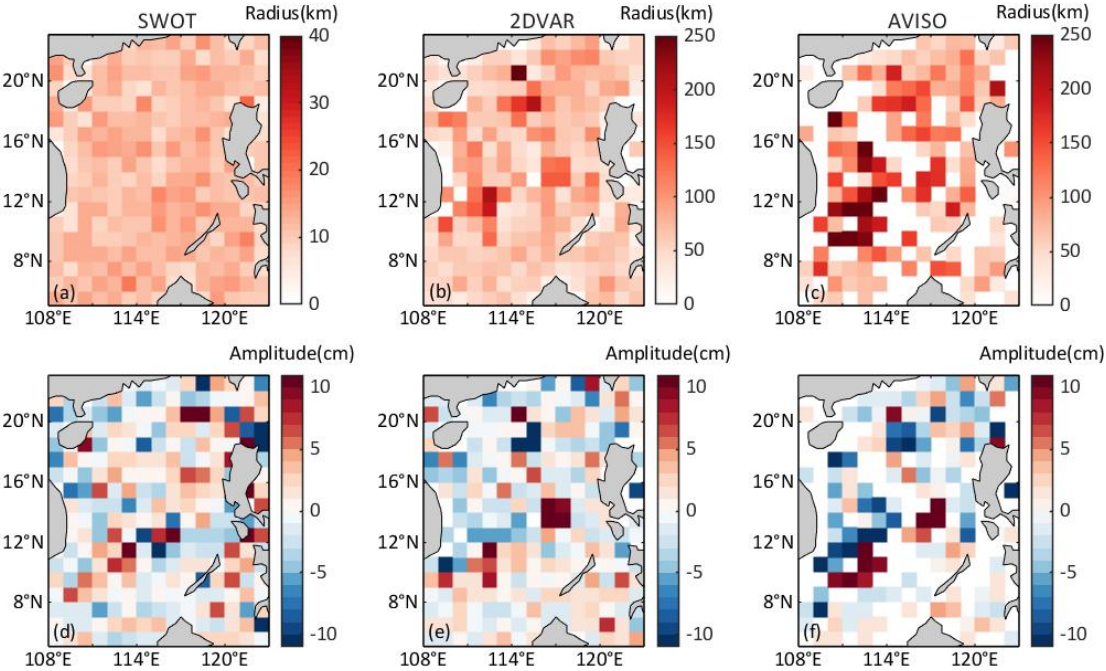 SWOT
Radius(km)
40
30
20
10
0
20°N
16°N
12°N
8°N
(a)
108°E
114°E
120°E
2DVAR
Radius(km)
250
200
150
100
50
0
20°N
16°N
12°N
8°N
(b)
108°E
114°E
120°E
AVISO
Radius(km)
250
200
150
100
50
0
20°N
16°N
12°N
8°N
(c)
108°E
114°E
120°E
Amplitude(cm)
10
5
0
-5
-10
20°N
16°N
12°N
8°N
(d)
108°E
114°E
120°E
Amplitude(cm)
10
5
0
-5
-10
20°N
16°N
12°N
8°N
(e)
108°E
114°E
120°E
Amplitude(cm)
10
5
0
-5
-10
20°N
16°N
12°N
8°N
(f)
108°E
114°E
120°E